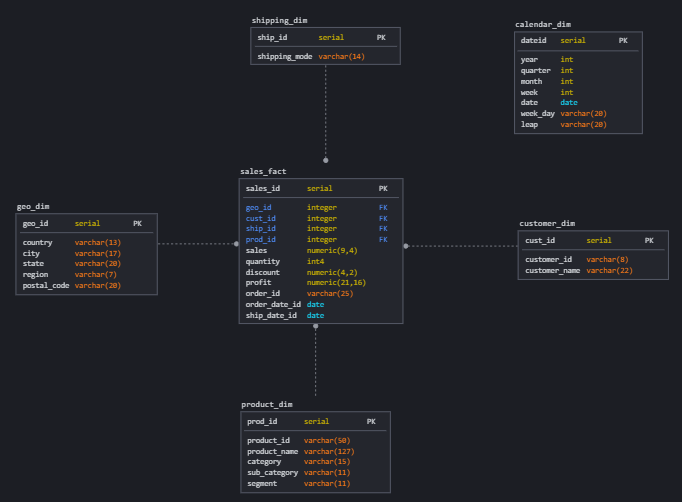 shipping_dim
ship_id serial PK
shipping_mode varchar(14)
calendar_dim
dateid serial PK
year int
quarter int
month int
week int
date date
week_day varchar(20)
leap varchar(20)
sales_fact
sales_id serial PK
geo_id integer FK
cust_id integer FK
ship_id integer FK
prod_id integer FK
sales numeric(9,4)
quantity int4
discount numeric(4,2)
profit numeric(21,16)
order_id varchar(25)
order_date_id date
ship_date_id date
geo_dim
geo_id serial PK
country varchar(13)
city varchar(17)
state varchar(20)
region varchar(7)
postal_code varchar(20)
customer_dim
cust_id serial PK
customer_id varchar(8)
customer_name varchar(22)
product_dim
prod_id serial PK
product_id varchar(50)
product_name varchar(127)
category varchar(15)
sub_category varchar(11)
segment varchar(11)